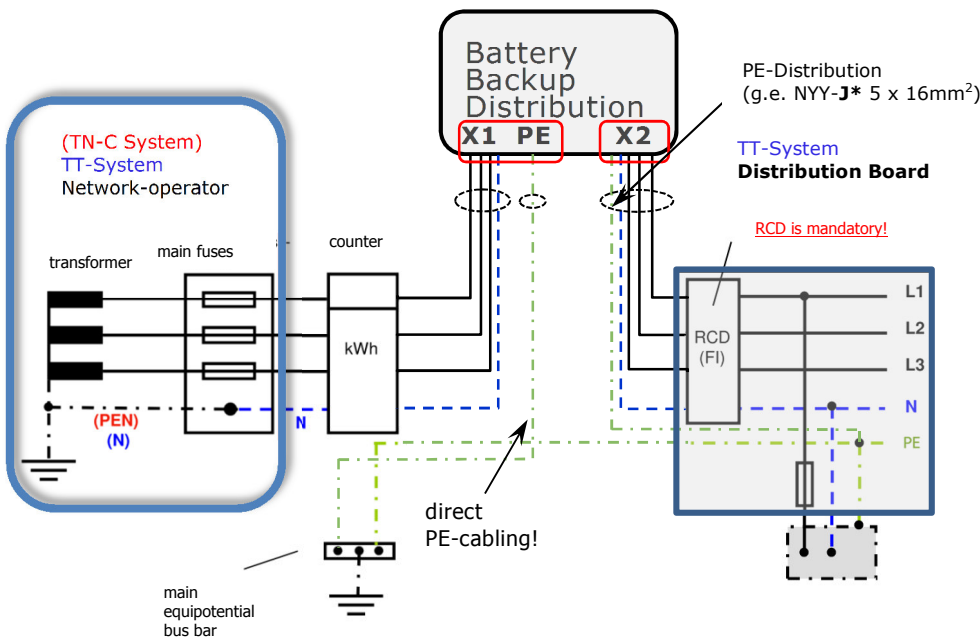 Battery
Backup
Distribution
X1 PE X2
PE-Distribution
(g.e. NYY-J* 5 x 16mm²)
(TN-C System)
TT-System
Network-operator
TT-System
Distribution Board
RCD is mandatory!
transformer
main fuses
counter
kWh
RCD
(FI)
L1
L2
L3
N
PE
(PEN)
(N)
N
direct
PE-cabling!
main
equipotential
bus bar